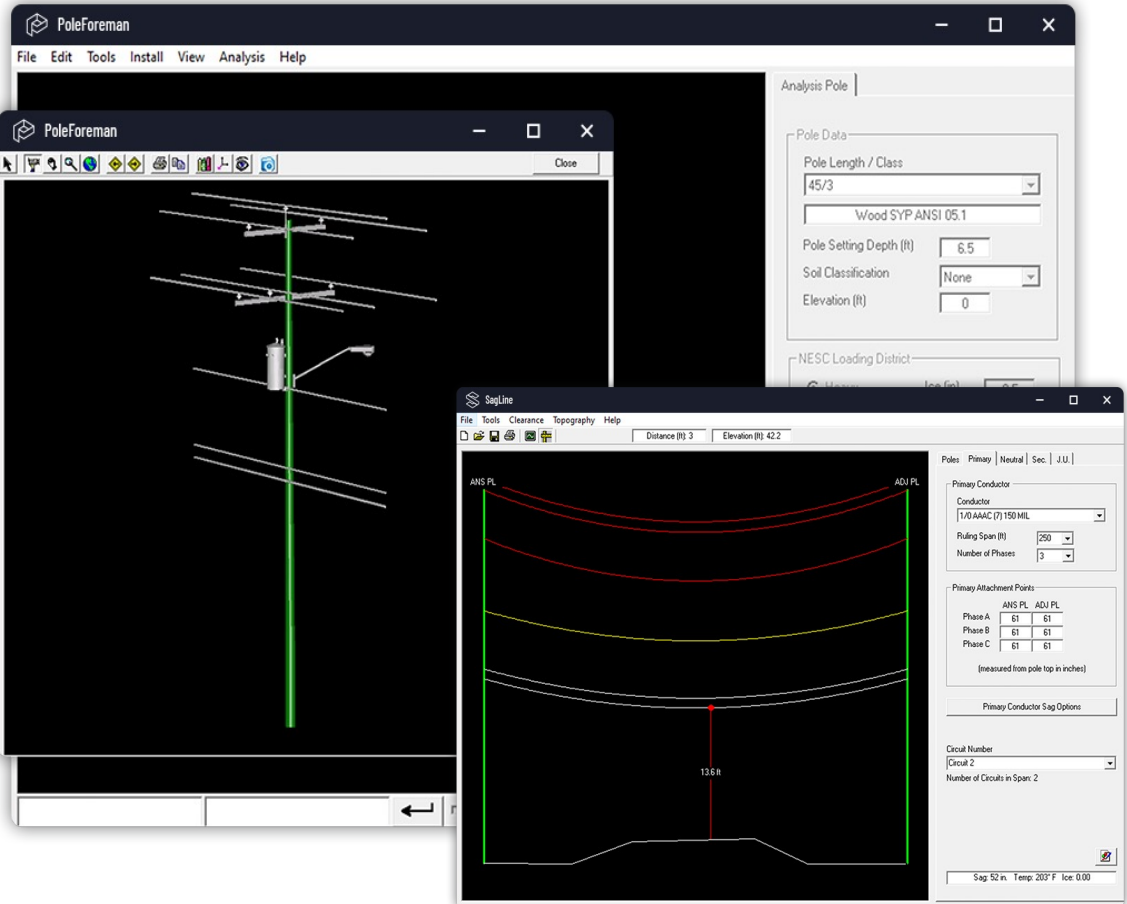 PoleForeman
File Edit Tools Install View Analysis Help
Analysis Pole
Pole Data
Pole Length / Class
45/3
Wood SYP ANSI 05.1
Pole Setting Depth (ft) 6.5
Soil Classification None
Elevation (ft) 0
NESC Loading District
PoleForeman
Close
SagLine
File Tools Clearance Topography Help
Distance (ft): 3 Elevation (ft): 42.2
ANS PL ADJ PL
13.6 ft
Poles Primary Neutral Sec. J.U.
Primary Conductor
Conductor
1/0 AAAC (7) 150 MIL
Ruling Span (ft) 250
Number of Phases 3
Primary Attachment Points
ANS PL ADJ PL
Phase A 61 61
Phase B 61 61
Phase C 61 61
(measured from pole top in inches)
Primary Conductor Sag Options
Circuit Number
Circuit 2
Number of Circuits in Span: 2
Sag: 52 in. Temp: 203° F Ice: 0.00